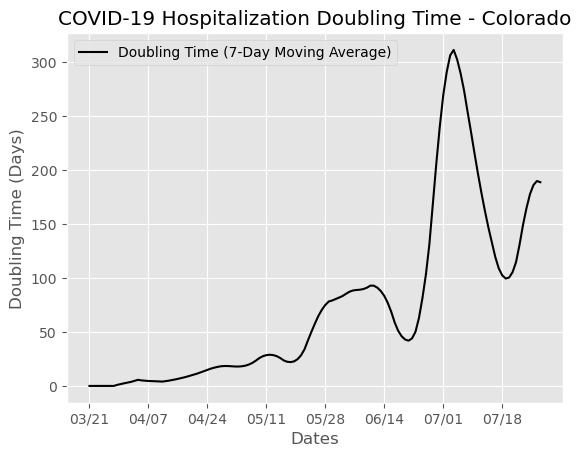 COVID-19 Hospitalization Doubling Time - Colorado
Doubling Time (7-Day Moving Average)
300
250
200
150
100
50
0
Doubling Time (Days)
03/21 04/07 04/24 05/11 05/28 06/14 07/01 07/18
Dates